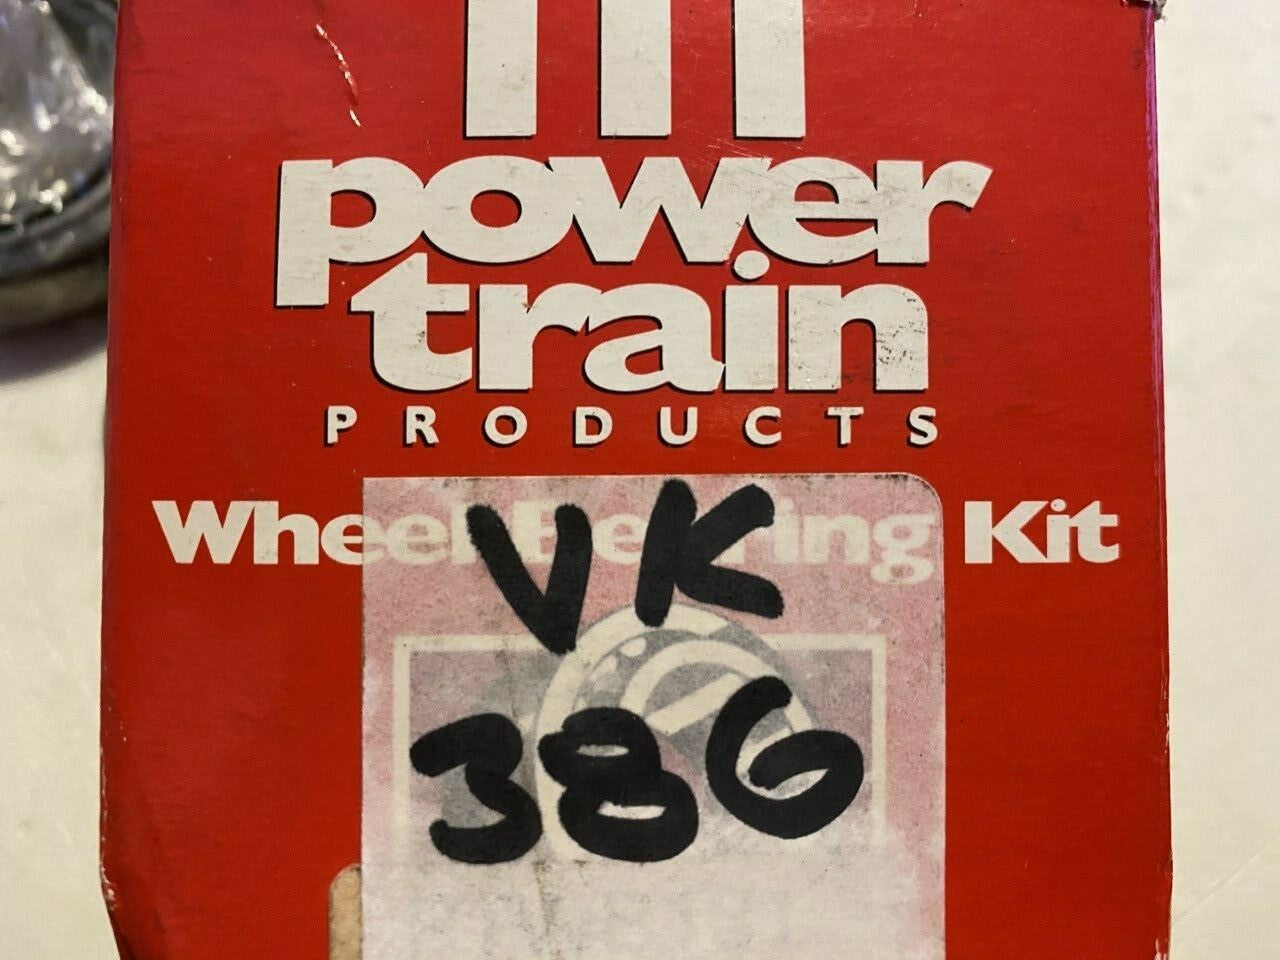 power
train
PRODUCTS
Wheel Bearing Kit
VK
386